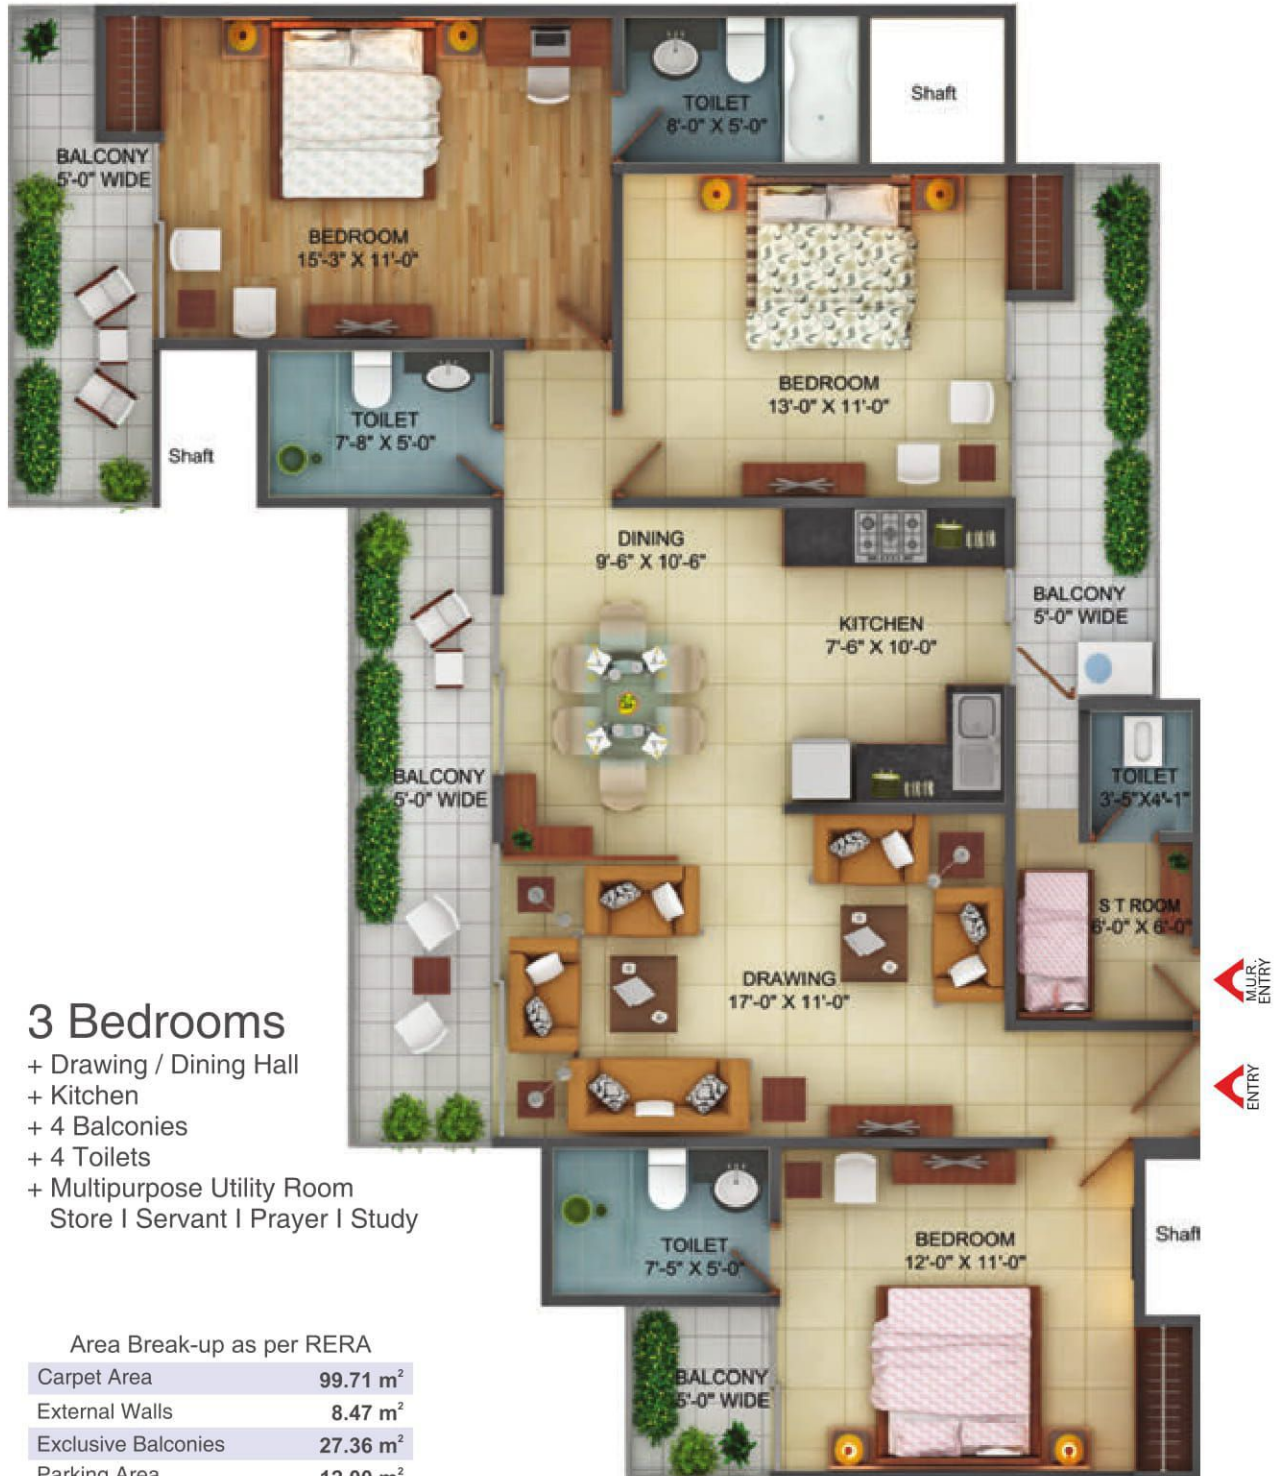 Shaft
TOILET
8'-0" X 5'-0"
BALCONY
5'-0" WIDE
BEDROOM
15'-3" X 11'-0"
BEDROOM
13'-0" X 11'-0"
TOILET
7'-8" X 5'-0"
Shaft
DINING
9'-6" X 10'-6"
BALCONY
5'-0" WIDE
KITCHEN
7'-6" X 10'-0"
BALCONY
5'-0" WIDE
TOILET
3'-5"X4'-1"
S T ROOM
6'-0" X 6'-0"
DRAWING
17'-0" X 11'-0"
M.U.R.
ENTRY
ENTRY
3 Bedrooms
+ Drawing / Dining Hall
+ Kitchen
+ 4 Balconies
+ 4 Toilets
+ Multipurpose Utility Room
Store I Servant I Prayer I Study
TOILET
7'-5" X 5'-0"
BEDROOM
12'-0" X 11'-0"
Shaft
BALCONY
5'-0" WIDE
Area Break-up as per RERA
Carpet Area 99.71 m²
External Walls 8.47 m²
Exclusive Balconies 27.36 m²
Parking Area 12.00 m²